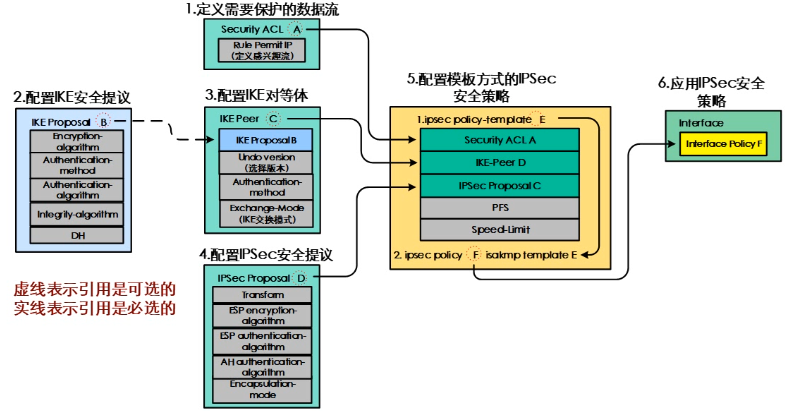 1.定义需要保护的数据流
Security ACL A
Rule Permit IP
(定义感兴趣流)
2.配置IKE安全提议
IKE Proposal B
Encryption-
algorithm
Authentication-
method
Authentication-
algorithm
Integrity-algorithm
DH
3.配置IKE对等体
IKE Peer C
IKE Proposal B
Undo version
(选择版本)
Authentication-
method
Exchange-Mode
(IKE交换模式)
4.配置IPSec安全提议
IPSec Proposal D
Transform
ESP encryption-
algorithm
ESP authentication-
algorithm
AH authentication-
algorithm
Encapsulation-
mode
5.配置模板方式的IPSec
安全策略
1.ipsec policy-template E
Security ACL A
IKE-Peer D
IPSec Proposal C
PFS
Speed-Limit
2. ipsec policy F isakmp template E
6.应用IPSec安全
策略
Interface
Interface Policy F
虚线表示引用是可选的
实线表示引用是必选的